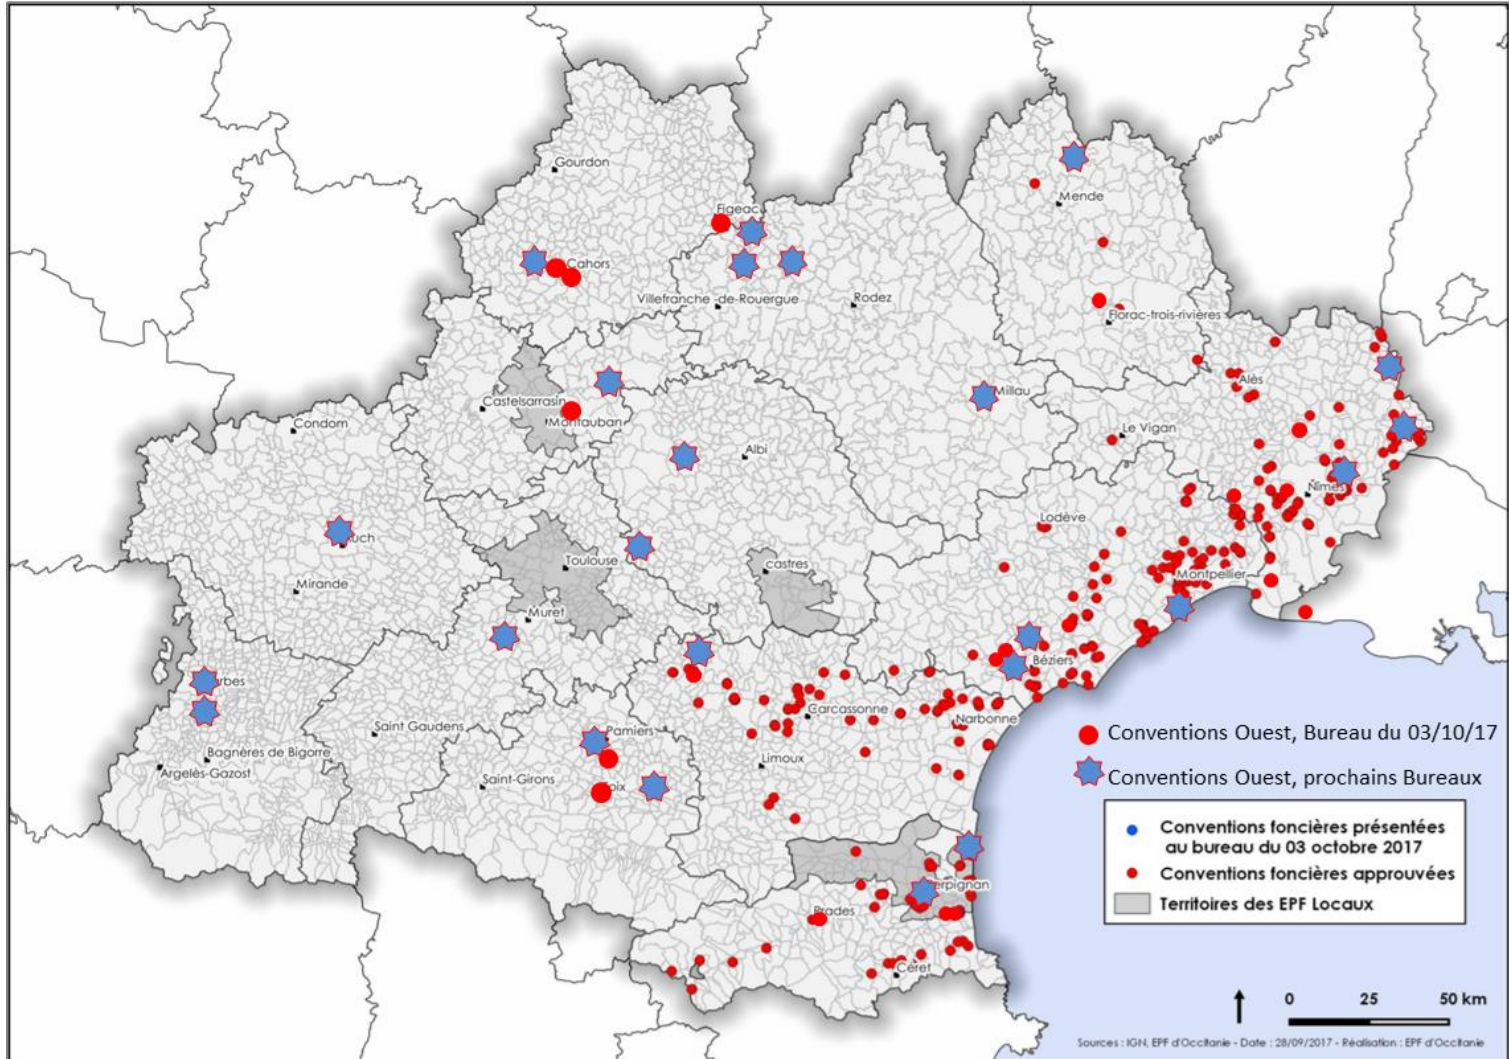 Gourdon
Mende
Figeac
Cahors
Villefranche -de-Rouergue
Rodez
Florac-trois-rivières
Alès
Castelsarrasin
Millau
Condom
Montauban
Le Vigan
Albi
Nîmes
Lodève
Auch
Toulouse
castres
Mirande
Montpellier
Muret
Béziers
Tarbes
Carcassonne
Narbonne
Saint Gaudens
Pamiers
Bagnères de Bigorre
Limoux
Argelès-Gazost
Saint-Girons
Foix
Perpignan
Prades
Céret
Conventions Ouest, Bureau du 03/10/17
Conventions Ouest, prochains Bureaux
Conventions foncières présentées
au bureau du 03 octobre 2017
Conventions foncières approuvées
Territoires des EPF Locaux
0 25 50 km
Sources : IGN, EPF d'Occitanie - Date : 28/09/2017 - Réalisation : EPF d'Occitanie